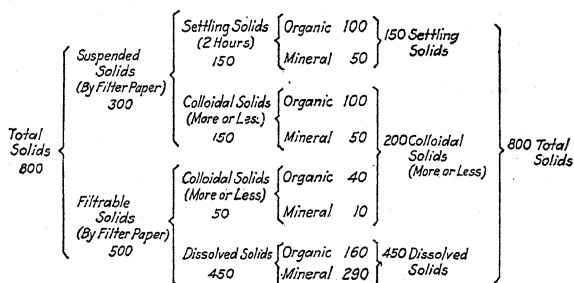 Total
Solids
800
Suspended
Solids
(By Filter Paper)
300
Filtrable
Solids
(By Filter Paper)
500
Settling Solids
(2 Hours)
150
Colloidal Solids
(More or Less)
150
Colloidal Solids
(More or Less)
50
Dissolved Solids
450
Organic 100
Mineral 50
Organic 100
Mineral 50
Organic 40
Mineral 10
Organic 160
Mineral 290
150 Settling
Solids
200 Colloidal
Solids
(More or Less)
450 Dissolved
Solids
800 Total
Solids